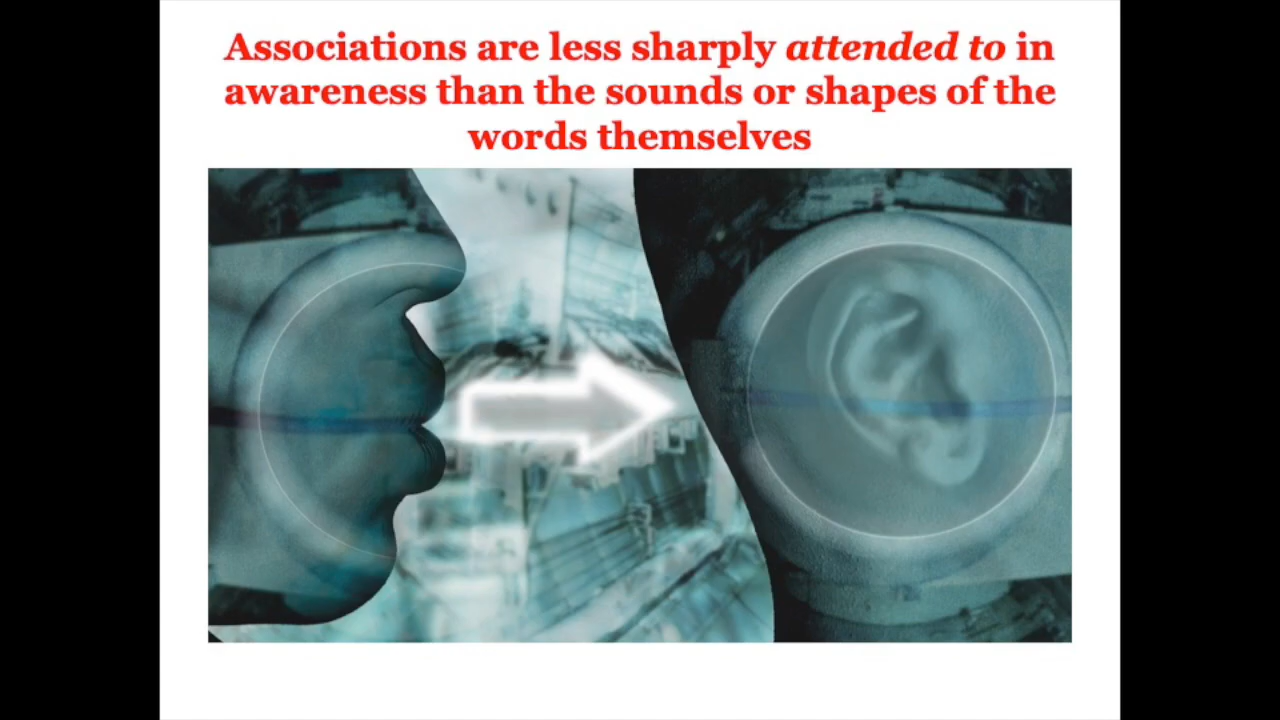 Associations are less sharply attended to in
awareness than the sounds or shapes of the
words themselves